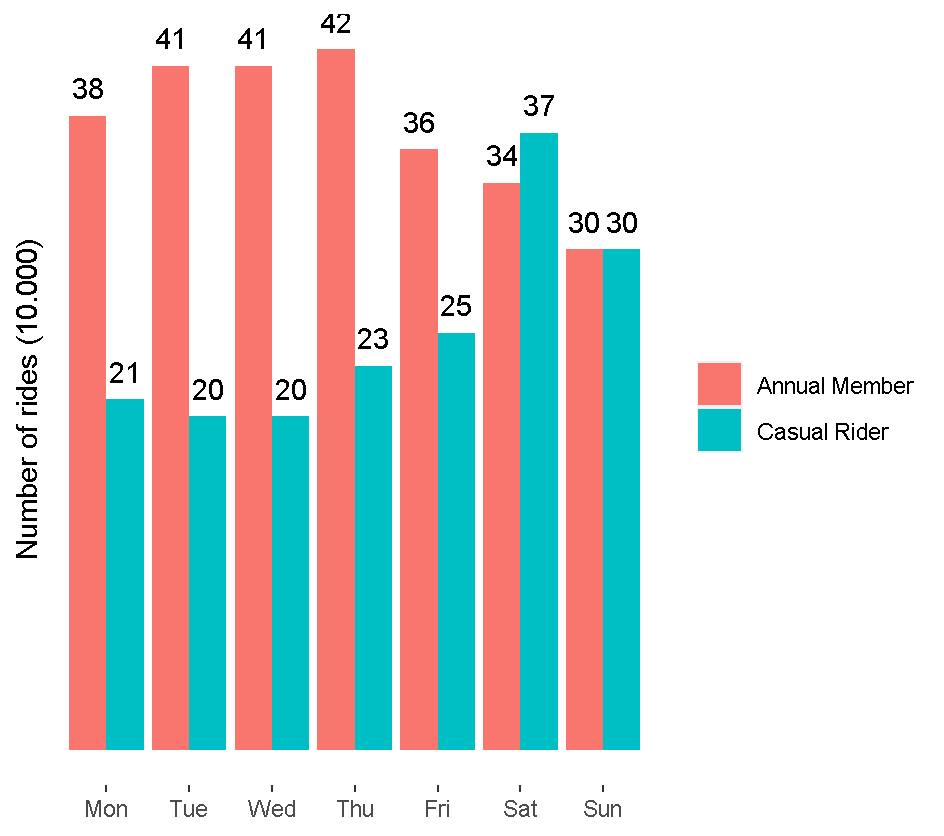 42
41 41
38
37
36
34
30 30
25
23
21
20 20
Number of rides (10.000)
Annual Member
Casual Rider
Mon Tue Wed Thu Fri Sat Sun